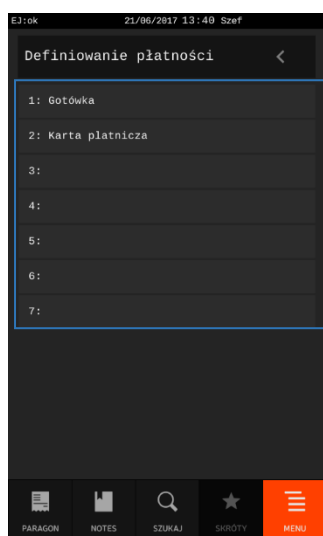 EJ:ok 21/06/2017 13:40 Szef
Definiowanie płatności
1: Gotówka
2: Karta platnicza
3:
4:
5:
6:
7:
PARAGON NOTES SZUKAJ SKRÓTY MENU